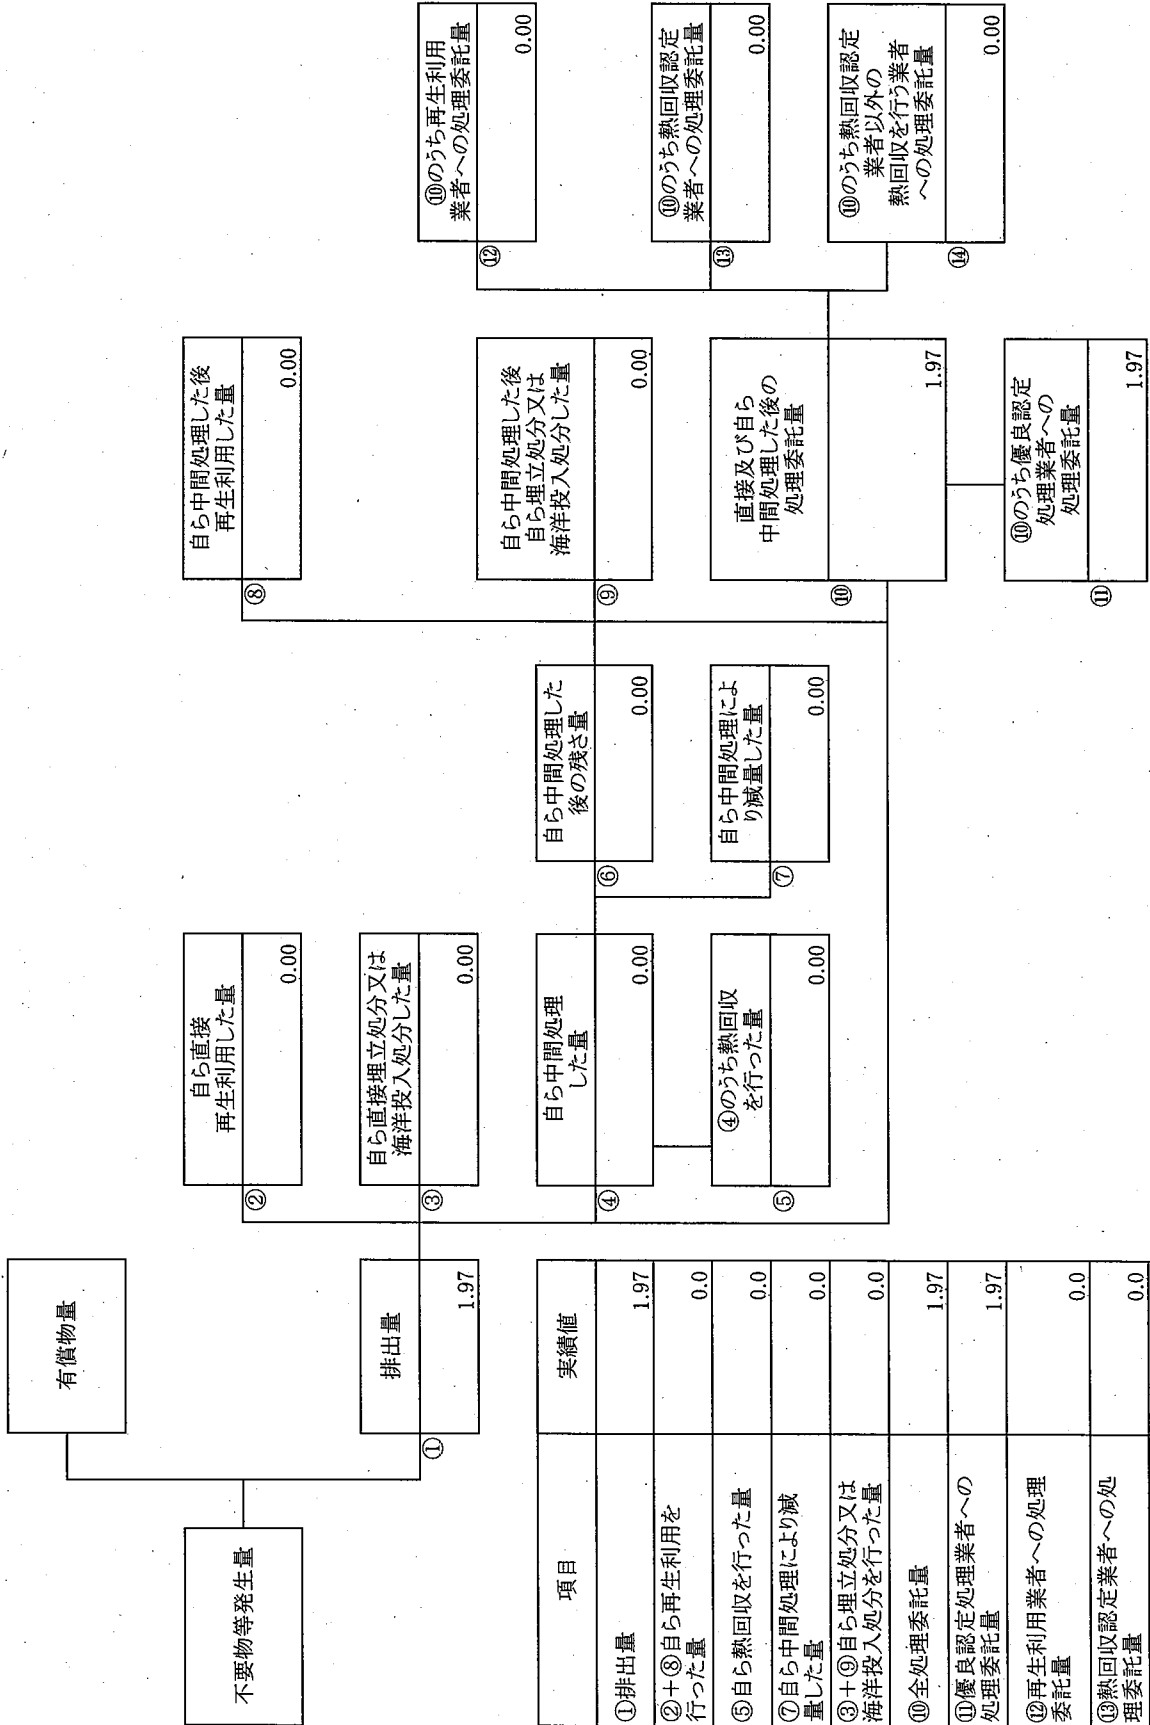 不要物等発生量
有償物量
①
排出量
1.97
②
自ら直接
再生利用した量
0.00
③
自ら直接埋立処分又は
海洋投入処分した量
0.00
④
自ら中間処理
した量
0.00
⑤
④のうち熱回収
を行った量
0.00
⑥
自ら中間処理した
後の残さ量
0.00
⑦
自ら中間処理によ
り減量した量
0.00
⑧
自ら中間処理した後
再生利用した量
0.00
⑨
自ら中間処理した後
自ら埋立処分又は
海洋投入処分した量
0.00
⑩
直接及び自ら
中間処理した後の
処理委託量
1.97
⑪
⑩のうち優良認定
処理業者への
処理委託量
1.97
⑫
⑩のうち再生利用
業者への処理委託量
0.00
⑬
⑩のうち熱回収認定
業者への処理委託量
0.00
⑭
⑩のうち熱回収認定
業者以外の
熱回収を行う業者
への処理委託量
0.00
項目 実績値
①排出量 1.97
②+⑧自ら再生利用を
行った量 0.0
⑤自ら熱回収を行った量 0.0
⑦自ら中間処理により減
量した量 0.0
③+⑨自ら埋立処分又は
海洋投入処分を行った量 0.0
⑩全処理委託量 1.97
⑪優良認定処理業者への
処理委託量 1.97
⑫再生利用業者への処理
委託量 0.0
⑬熱回収認定業者への処
理委託量 0.0